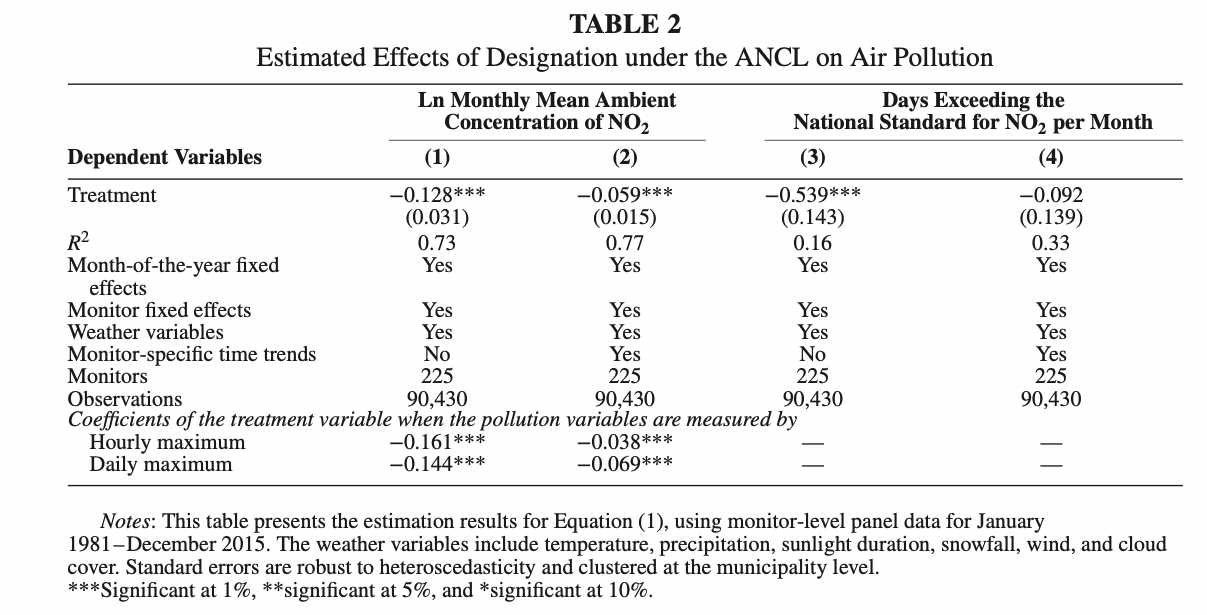 TABLE 2
Estimated Effects of Designation under the ANCL on Air Pollution
Ln Monthly Mean Ambient Concentration of NO2 Days Exceeding the National Standard for NO2 per Month
Dependent Variables (1) (2) (3) (4)
Treatment −0.128*** −0.059*** −0.539*** −0.092
(0.031) (0.015) (0.143) (0.139)
R2 0.73 0.77 0.16 0.33
Month-of-the-year fixed Yes Yes Yes Yes
effects
Monitor fixed effects Yes Yes Yes Yes
Weather variables Yes Yes Yes Yes
Monitor-specific time trends No Yes No Yes
Monitors 225 225 225 225
Observations 90,430 90,430 90,430 90,430
Coefficients of the treatment variable when the pollution variables are measured by
Hourly maximum −0.161*** −0.038*** — —
Daily maximum −0.144*** −0.069*** — —
Notes: This table presents the estimation results for Equation (1), using monitor-level panel data for January
1981–December 2015. The weather variables include temperature, precipitation, sunlight duration, snowfall, wind, and cloud
cover. Standard errors are robust to heteroscedasticity and clustered at the municipality level.
***Significant at 1%, **significant at 5%, and *significant at 10%.